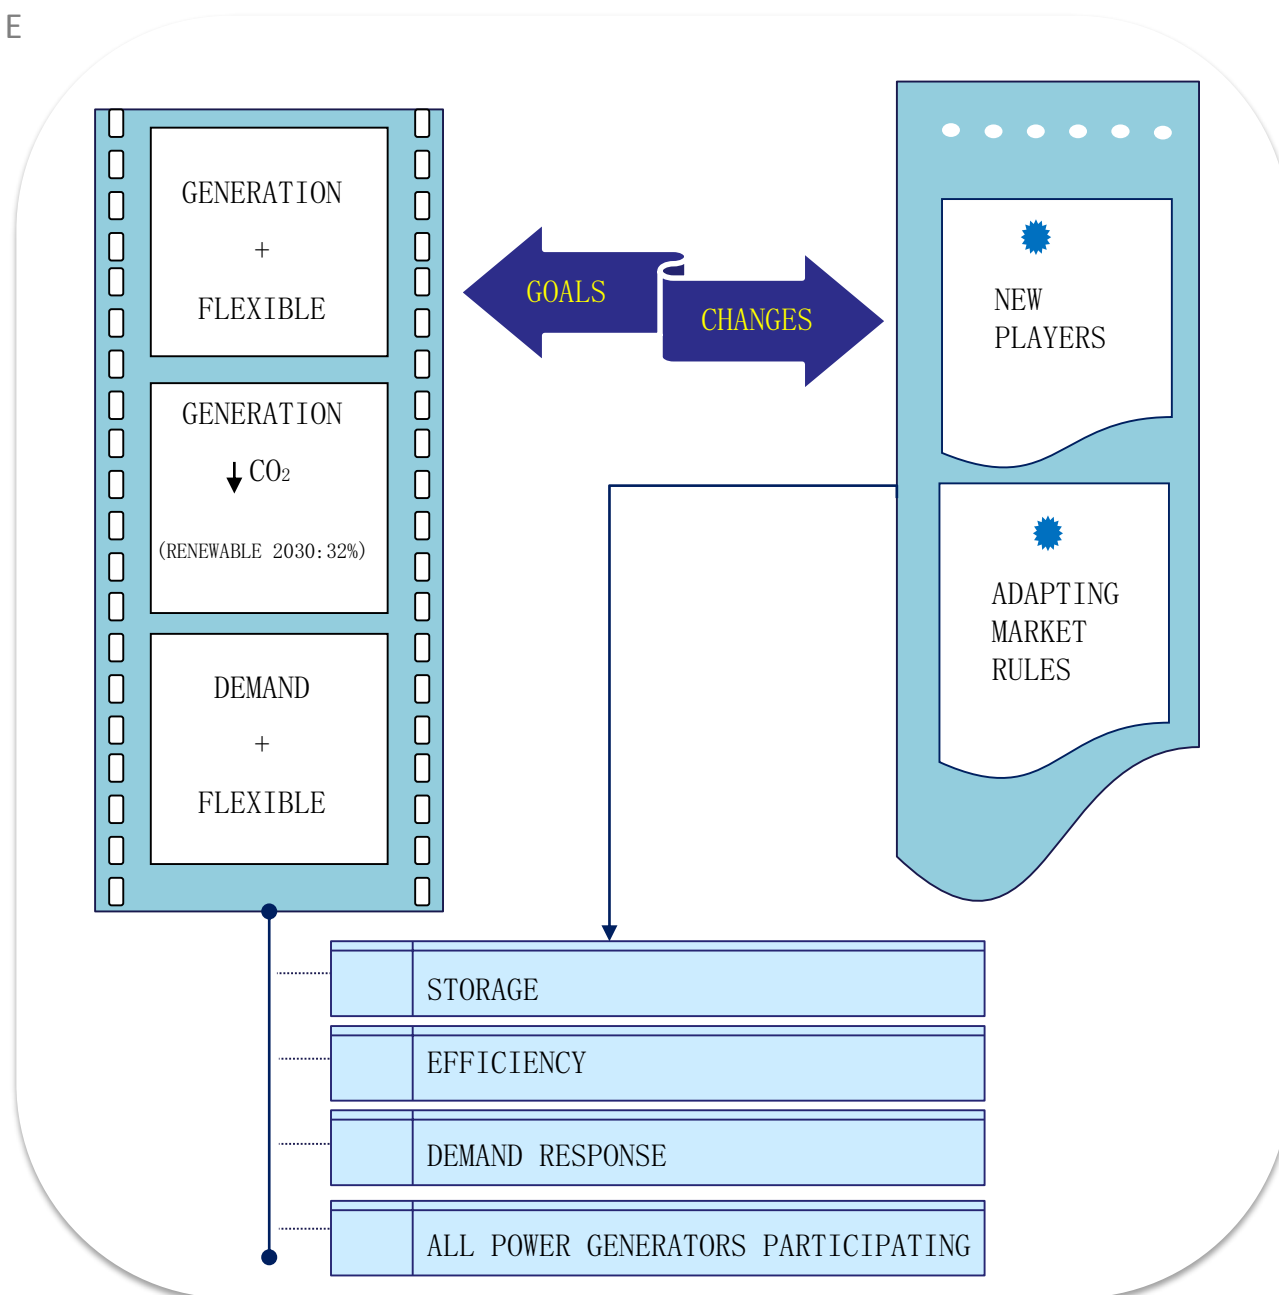 E
GENERATION
+
FLEXIBLE
GENERATION
↓ CO₂
(RENEWABLE 2030:32%)
DEMAND
+
FLEXIBLE
GOALS
CHANGES
NEW
PLAYERS
ADAPTING
MARKET
RULES
STORAGE
EFFICIENCY
DEMAND RESPONSE
ALL POWER GENERATORS PARTICIPATING